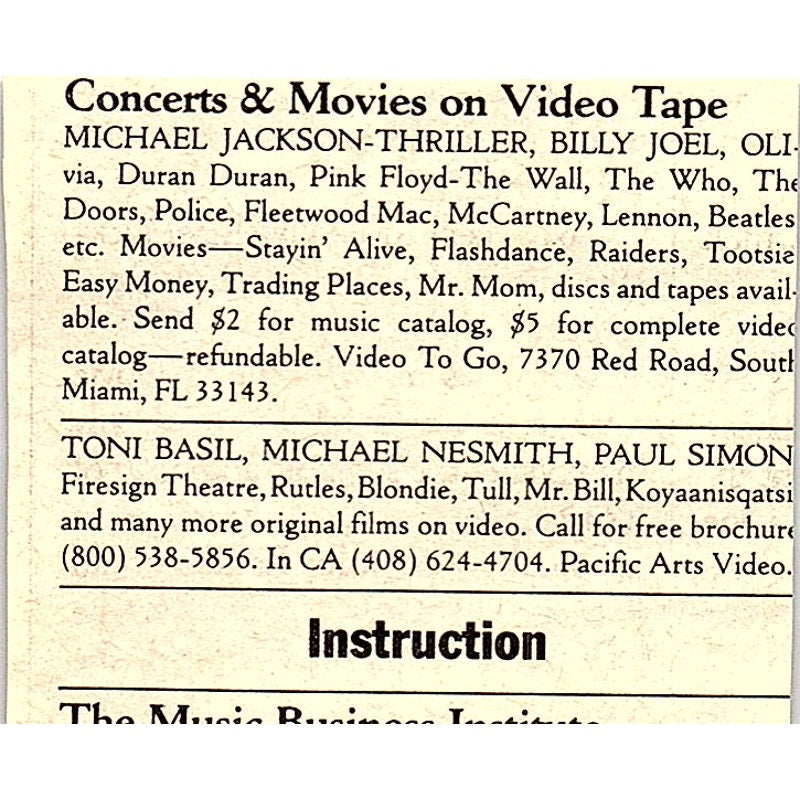 Concerts & Movies on Video Tape
MICHAEL JACKSON-THRILLER, BILLY JOEL, OLI-
via, Duran Duran, Pink Floyd-The Wall, The Who, The
Doors, Police, Fleetwood Mac, McCartney, Lennon, Beatles
etc. Movies—Stayin' Alive, Flashdance, Raiders, Tootsie
Easy Money, Trading Places, Mr. Mom, discs and tapes avail-
able. Send $2 for music catalog, $5 for complete video
catalog—refundable. Video To Go, 7370 Red Road, South
Miami, FL 33143.
TONI BASIL, MICHAEL NESMITH, PAUL SIMON
Firesign Theatre, Rutles, Blondie, Tull, Mr. Bill, Koyaanisqatsi
and many more original films on video. Call for free brochure
(800) 538-5856. In CA (408) 624-4704. Pacific Arts Video.
Instruction
The Music Business Institute